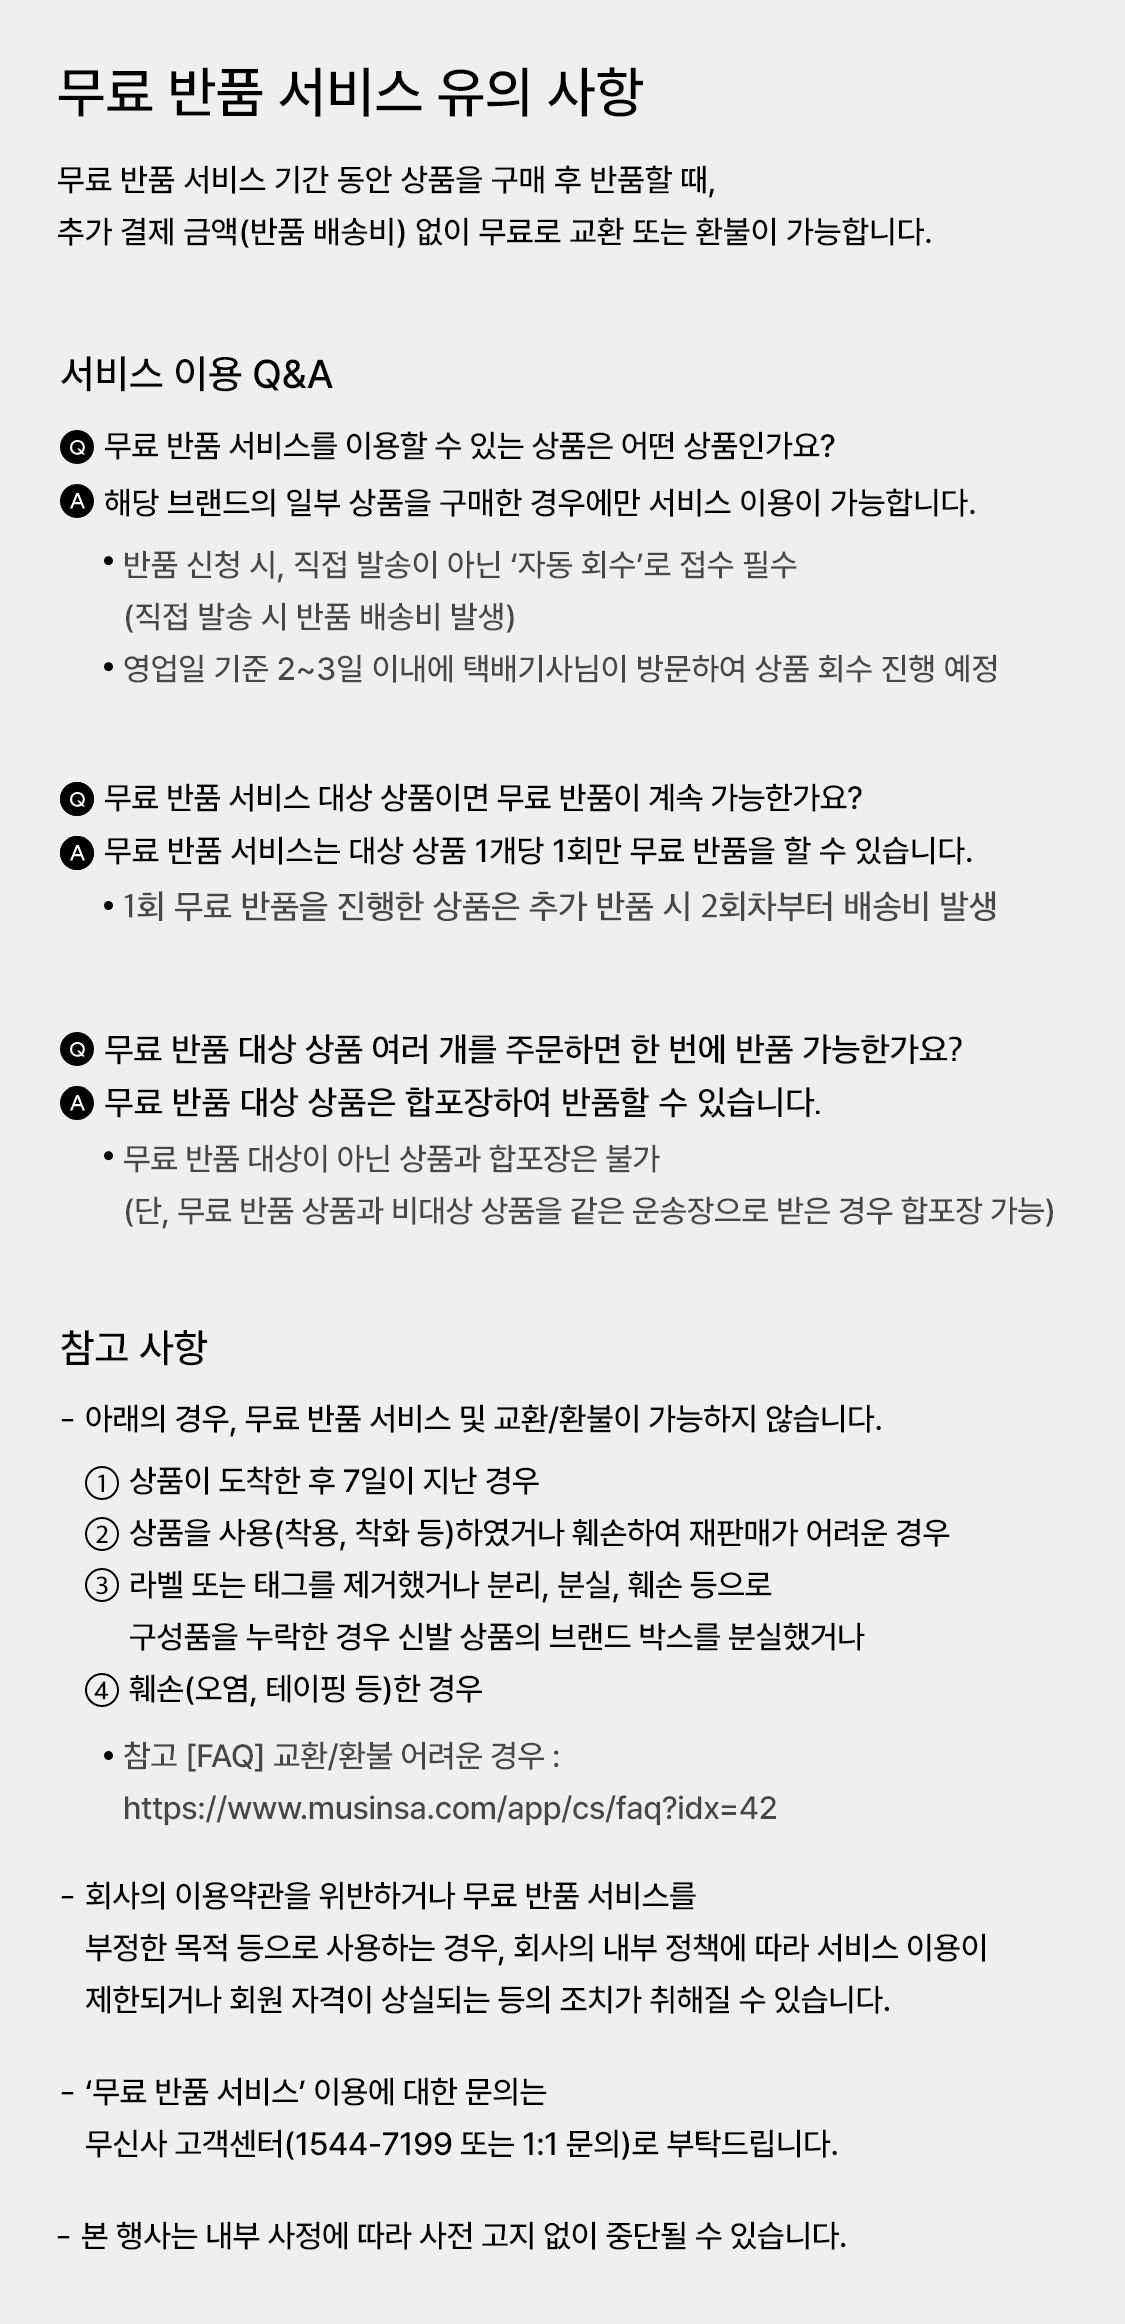 무료 반품 서비스 유의 사항
무료 반품 서비스 기간 동안 상품을 구매 후 반품할 때,
추가 결제 금액(반품 배송비) 없이 무료로 교환 또는 환불이 가능합니다.
서비스 이용 Q&A
Q 무료 반품 서비스를 이용할 수 있는 상품은 어떤 상품인가요?
A 해당 브랜드의 일부 상품을 구매한 경우에만 서비스 이용이 가능합니다.
• 반품 신청 시, 직접 발송이 아닌 ‘자동 회수’로 접수 필수
(직접 발송 시 반품 배송비 발생)
• 영업일 기준 2~3일 이내에 택배기사님이 방문하여 상품 회수 진행 예정
Q 무료 반품 서비스 대상 상품이면 무료 반품이 계속 가능한가요?
A 무료 반품 서비스는 대상 상품 1개당 1회만 무료 반품을 할 수 있습니다.
• 1회 무료 반품을 진행한 상품은 추가 반품 시 2회차부터 배송비 발생
Q 무료 반품 대상 상품 여러 개를 주문하면 한 번에 반품 가능한가요?
A 무료 반품 대상 상품은 합포장하여 반품할 수 있습니다.
• 무료 반품 대상이 아닌 상품과 합포장은 불가
(단, 무료 반품 상품과 비대상 상품을 같은 운송장으로 받은 경우 합포장 가능)
참고 사항
- 아래의 경우, 무료 반품 서비스 및 교환/환불이 가능하지 않습니다.
① 상품이 도착한 후 7일이 지난 경우
② 상품을 사용(착용, 착화 등)하였거나 훼손하여 재판매가 어려운 경우
③ 라벨 또는 태그를 제거했거나 분리, 분실, 훼손 등으로
구성품을 누락한 경우 신발 상품의 브랜드 박스를 분실했거나
④ 훼손(오염, 테이핑 등)한 경우
• 참고 [FAQ] 교환/환불 어려운 경우 :
https://www.musinsa.com/app/cs/faq?idx=42
- 회사의 이용약관을 위반하거나 무료 반품 서비스를
부정한 목적 등으로 사용하는 경우, 회사의 내부 정책에 따라 서비스 이용이
제한되거나 회원 자격이 상실되는 등의 조치가 취해질 수 있습니다.
- ‘무료 반품 서비스’ 이용에 대한 문의는
무신사 고객센터(1544-7199 또는 1:1 문의)로 부탁드립니다.
- 본 행사는 내부 사정에 따라 사전 고지 없이 중단될 수 있습니다.